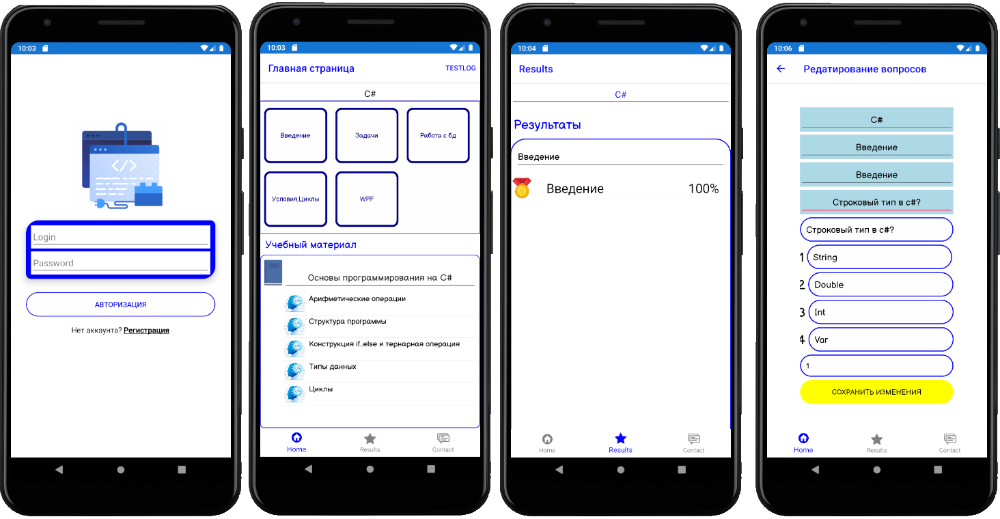 10:03
Login
Password
АВТОРИЗАЦИЯ
Нет аккаунта? Регистрация
10:03
Главная страница TESTLOG
C#
Введение Задачи Работа с бд
Условия,Циклы WPF
Учебный материал
Основы программирования на C#
Арифметические операции
Структура программы
Конструкция if..else и тернарная операция
Типы данных
Циклы
Home Results Contact
10:04
Results
C#
Результаты
Введение
1
Введение 100%
Home Results Contact
10:06
Редатирование вопросов
C#
Введение
Введение
Строковый тип в c#?
Строковый тип в c#?
1 String
2 Double
3 Int
4 Var
1
СОХРАНИТЬ ИЗМЕНЕНИЯ
Home Results Contact